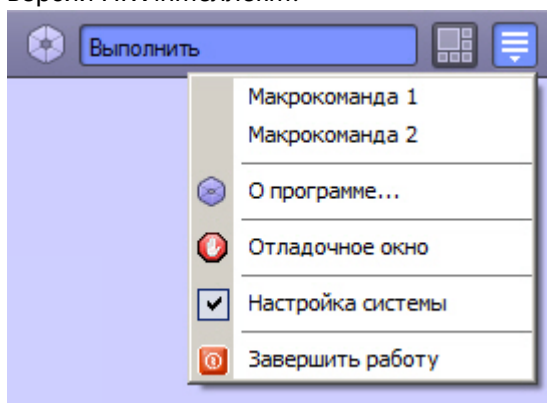 Выполнить
Макрокоманда 1
Макрокоманда 2
О программе...
Отладочное окно
Настройка системы
Завершить работу